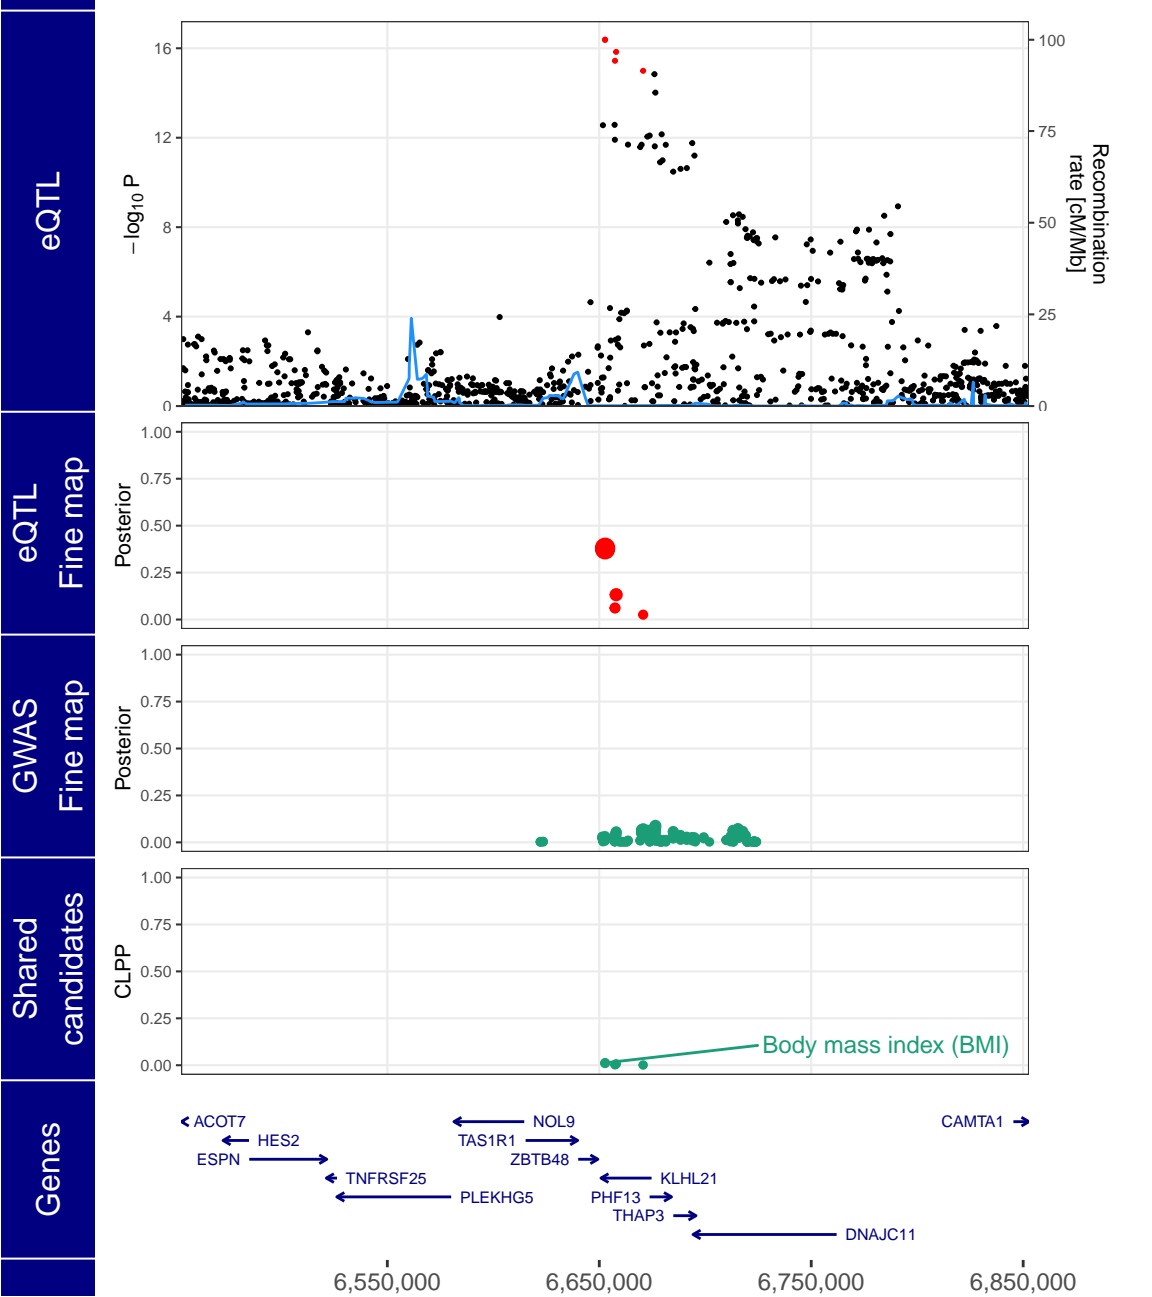 eQTL
−log10 P
16
12
8
4
0
100
75
50
25
0
Recombination
rate [cM/Mb]
eQTL
Fine map
Posterior
1.00
0.75
0.50
0.25
0.00
GWAS
Fine map
Posterior
1.00
0.75
0.50
0.25
0.00
Shared
candidates
CLPP
1.00
0.75
0.50
0.25
0.00
Body mass index (BMI)
Genes
ACOT7
NOL9
CAMTA1
HES2
TAS1R1
ESPN
ZBTB48
TNFRSF25
KLHL21
PLEKHG5
PHF13
THAP3
DNAJC11
6,550,000
6,650,000
6,750,000
6,850,000